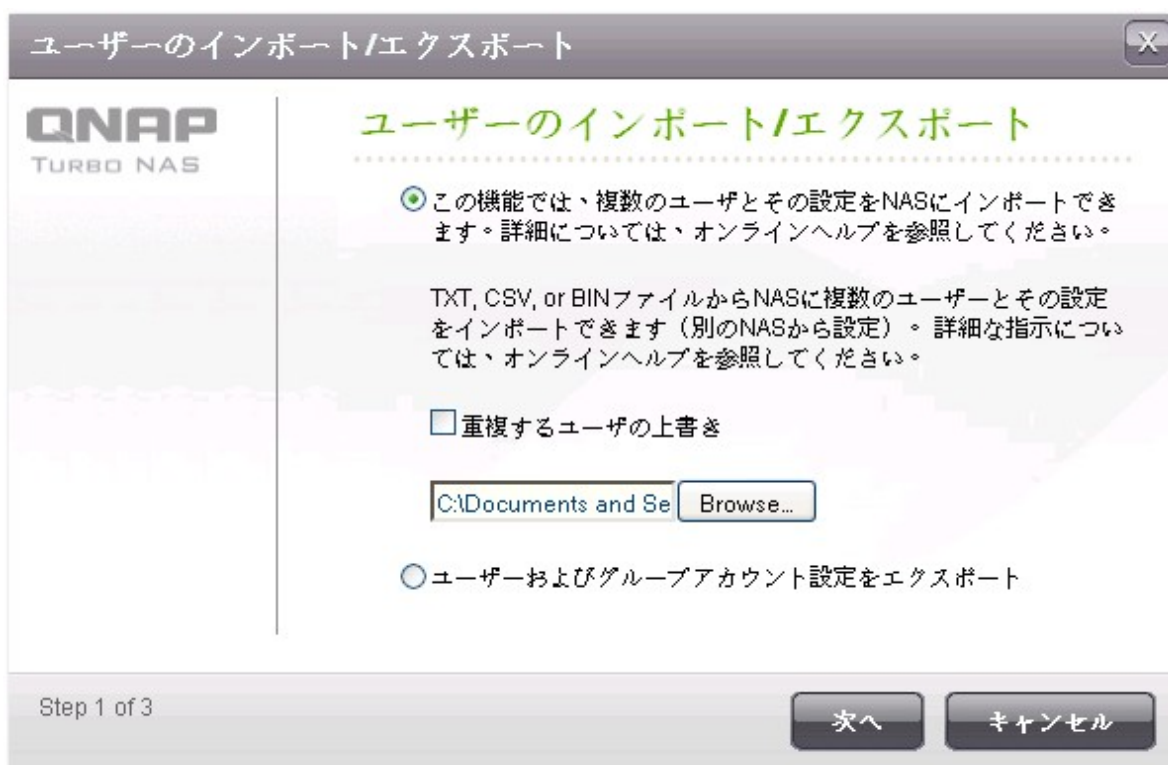 ユーザーのインポート/エクスポート
X
QNAP
TURBO NAS
ユーザーのインポート/エクスポート
この機能では、複数のユーザとその設定をNASにインポートでき
ます。詳細については、オンラインヘルプを参照してください。
TXT, CSV, or BINファイルからNASに複数のユーザーとその設定
をインポートできます（別のNASから設定）。 詳細な指示につい
ては、オンラインヘルプを参照してください。
重複するユーザの上書き
C:\Documents and Se Browse...
ユーザーおよびグループアカウント設定をエクスポート
Step 1 of 3
次へ キャンセル